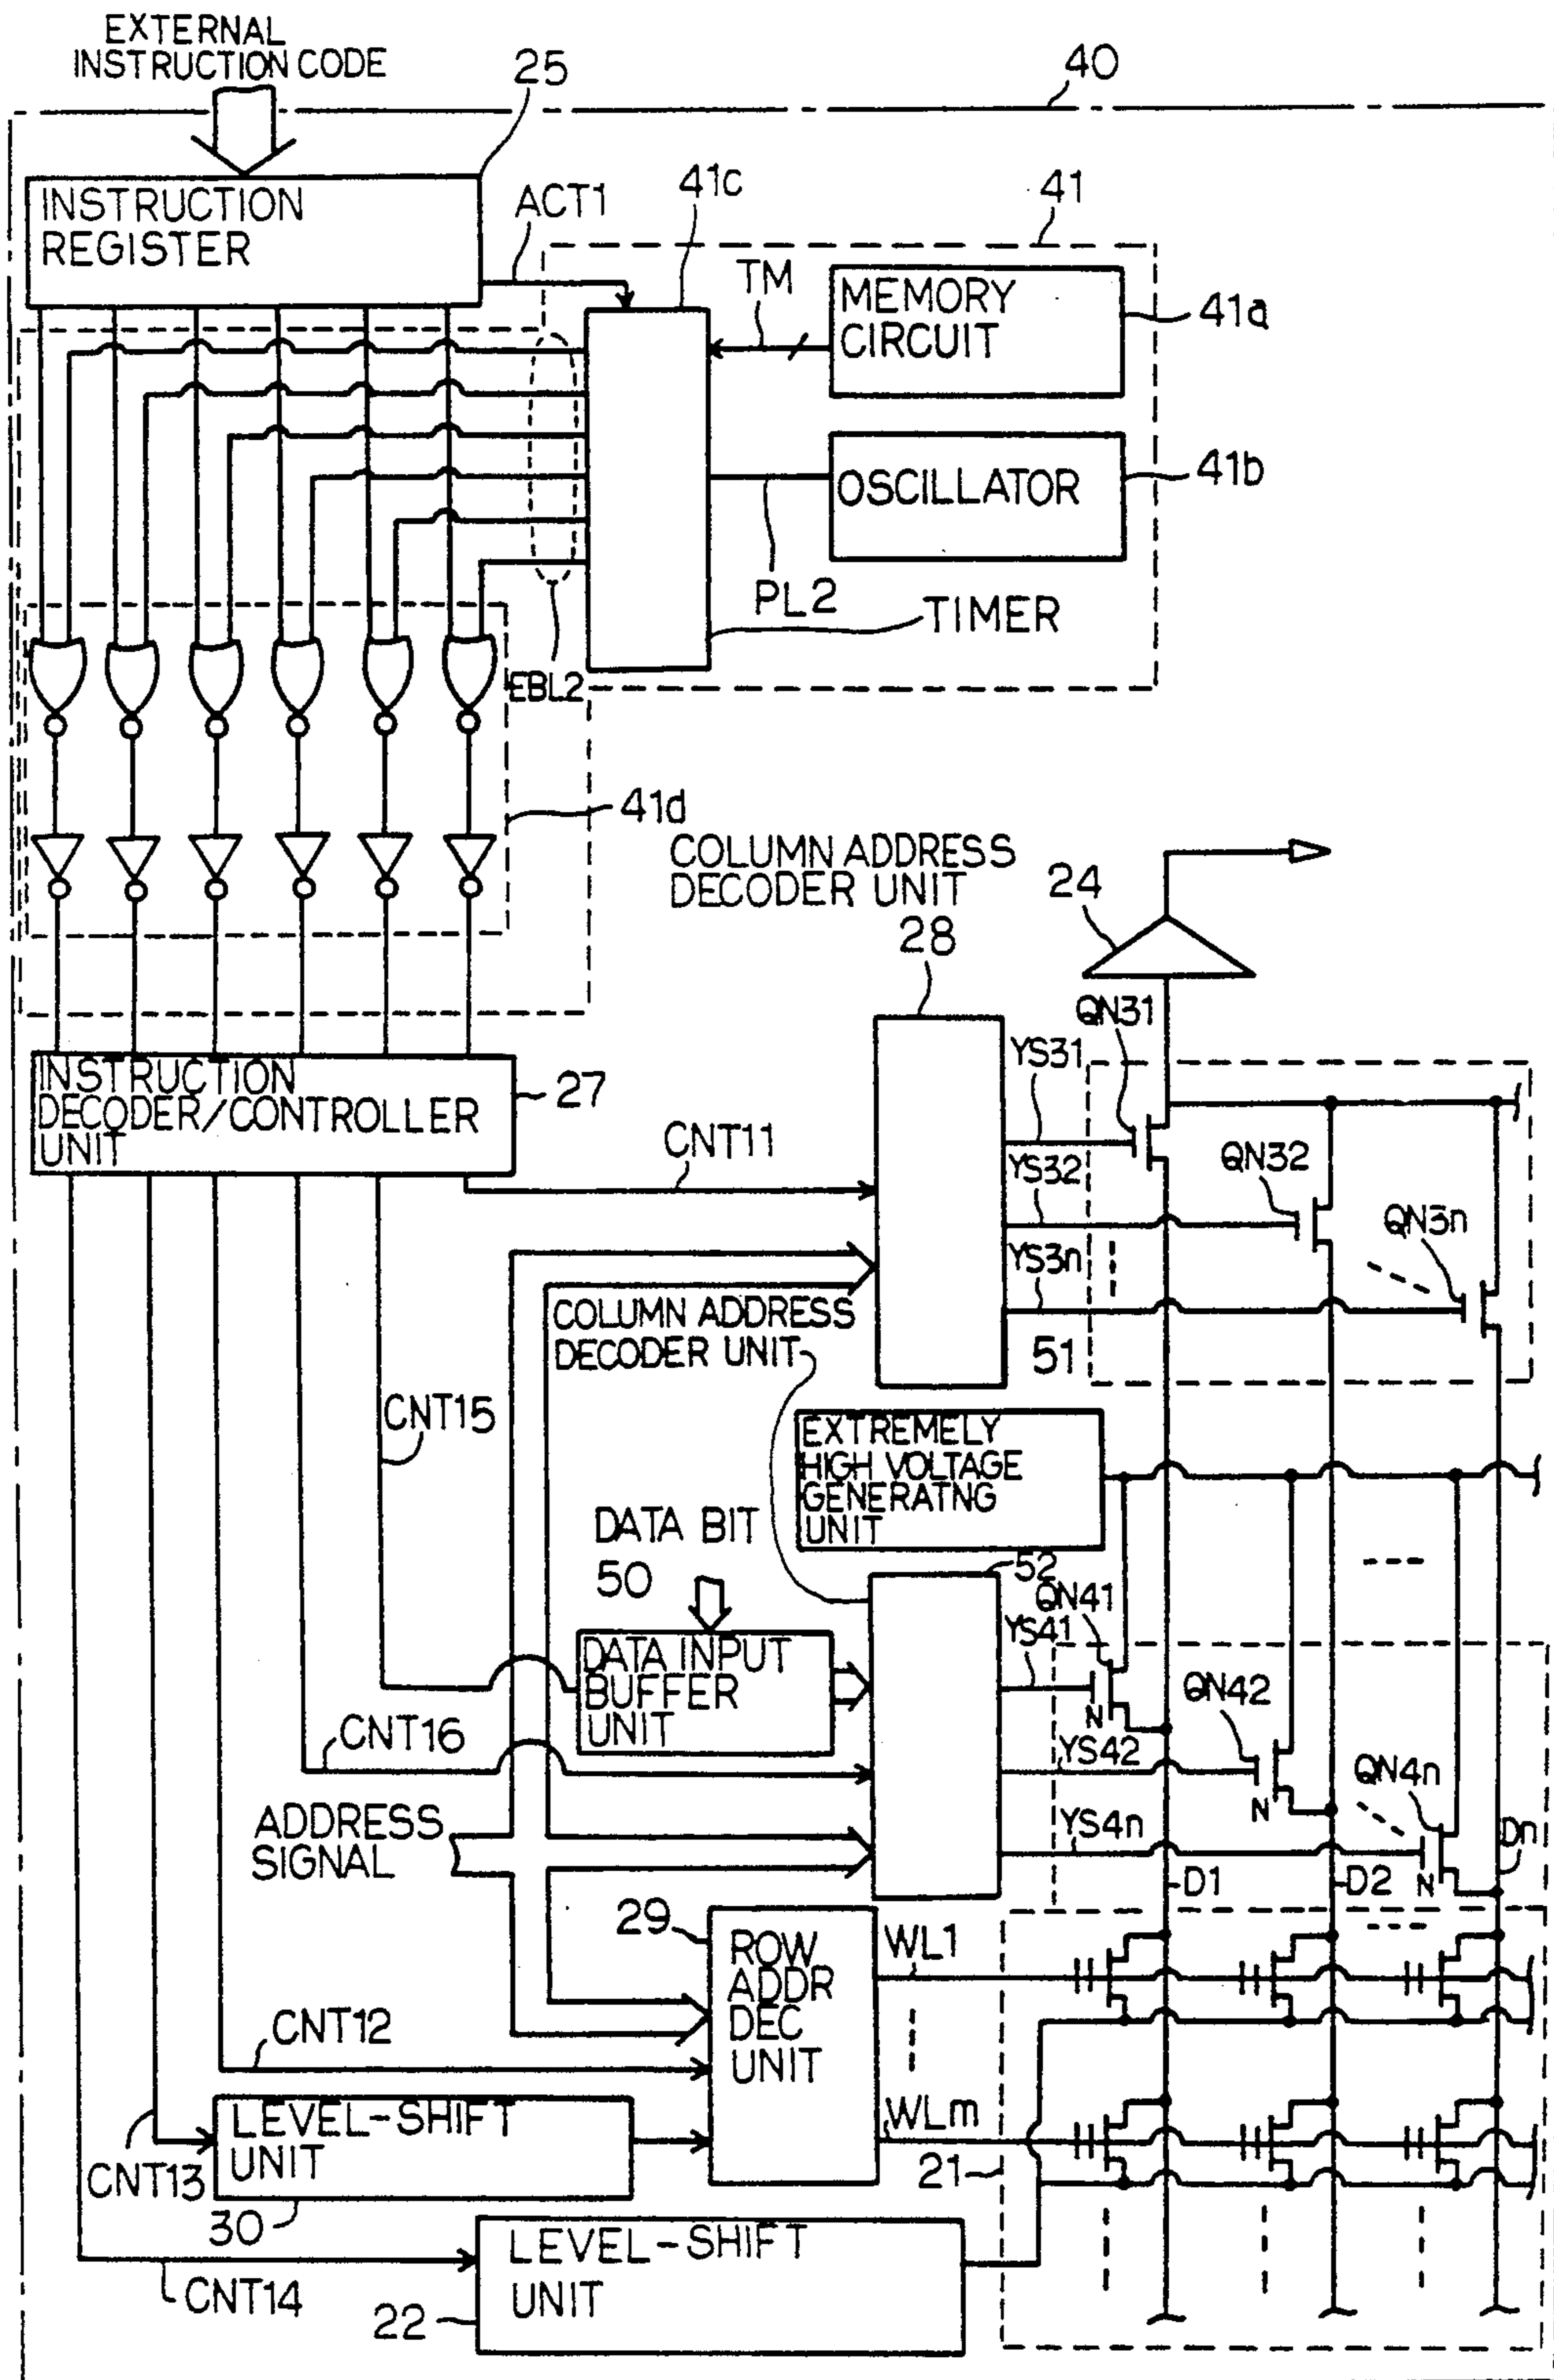 EXTERNAL
INSTRUCTION CODE
25
40
INSTRUCTION
REGISTER
ACT1
41c
41
TM
MEMORY
CIRCUIT
41a
OSCILLATOR
41b
PL2
TIMER
EBL2
41d
COLUMN ADDRESS
DECODER UNIT
28
24
QN31
INSTRUCTION
DECODER/CONTROLLER
UNIT
27
CNT11
YS31
YS32
QN32
YS3n
QN3n
COLUMN ADDRESS
DECODER UNIT
51
CNT15
EXTREMELY
HIGH VOLTAGE
GENERATNG
UNIT
DATA BIT
50
52
QN41
YS41
DATA INPUT
BUFFER
UNIT
N
QN42
CNT16
YS42
N
QN4n
ADDRESS
SIGNAL
YS4n
N
Dn
D1
D2
29
ROW
ADDR
DEC
UNIT
WL1
CNT12
LEVEL-SHIFT
UNIT
WLm
CNT13
21
30
LEVEL-SHIFT
UNIT
CNT14
22